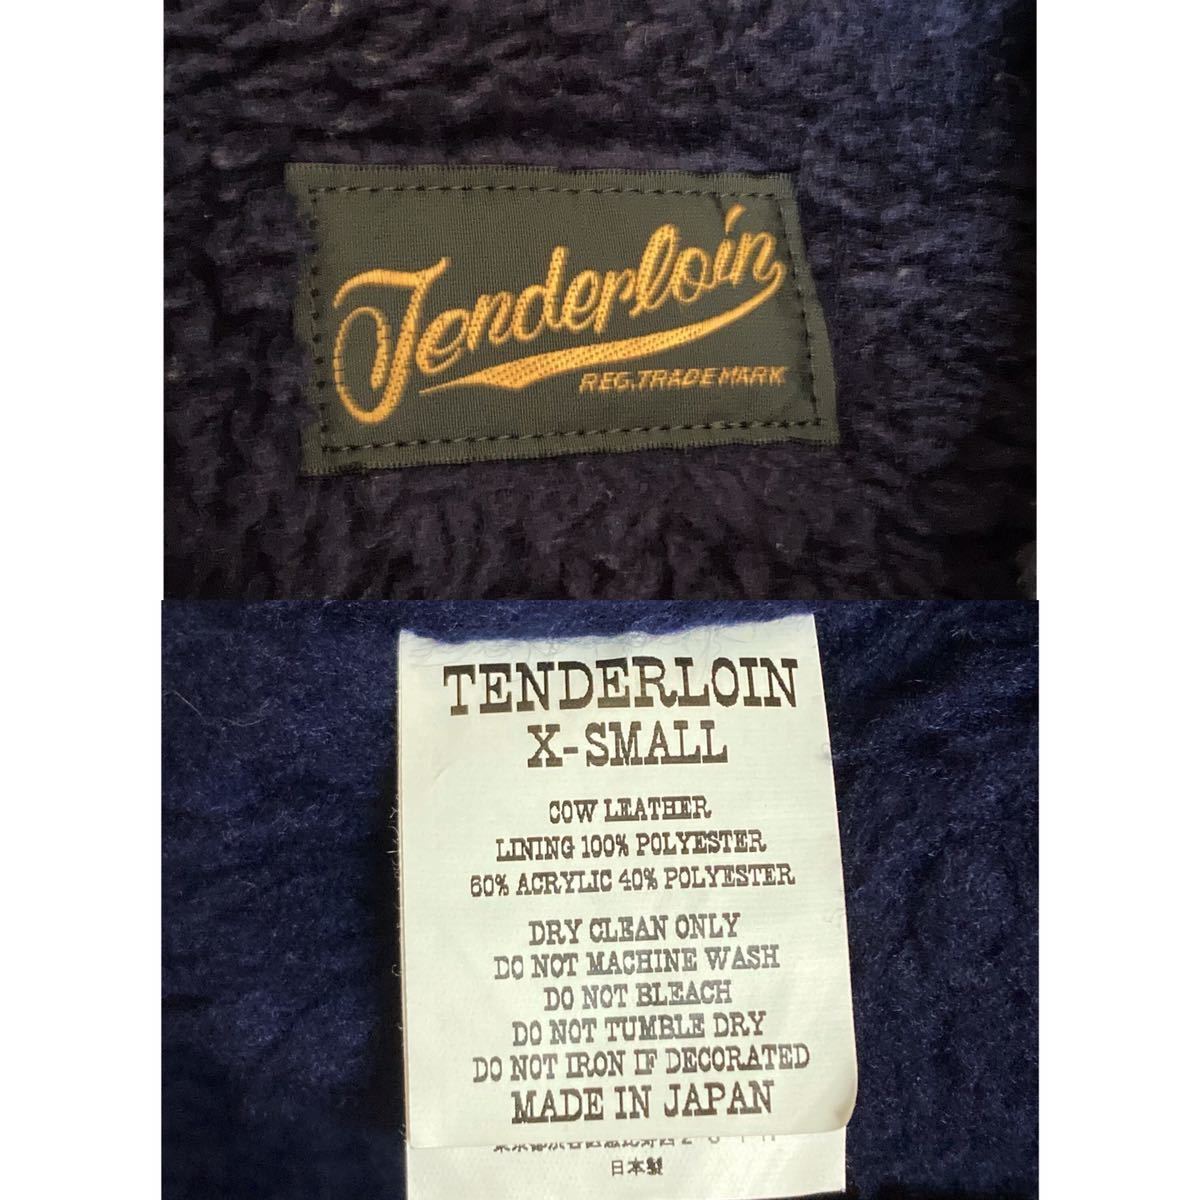 Tenderloin
REG. TRADEMARK
TENDERLOIN
X-SMALL
COW LEATHER
LINING 100% POLYESTER
60% ACRYLIC 40% POLYESTER
DRY CLEAN ONLY
DO NOT MACHINE WASH
DO NOT BLEACH
DO NOT TUMBLE DRY
DO NOT IRON IF DECORATED
MADE IN JAPAN
日本製